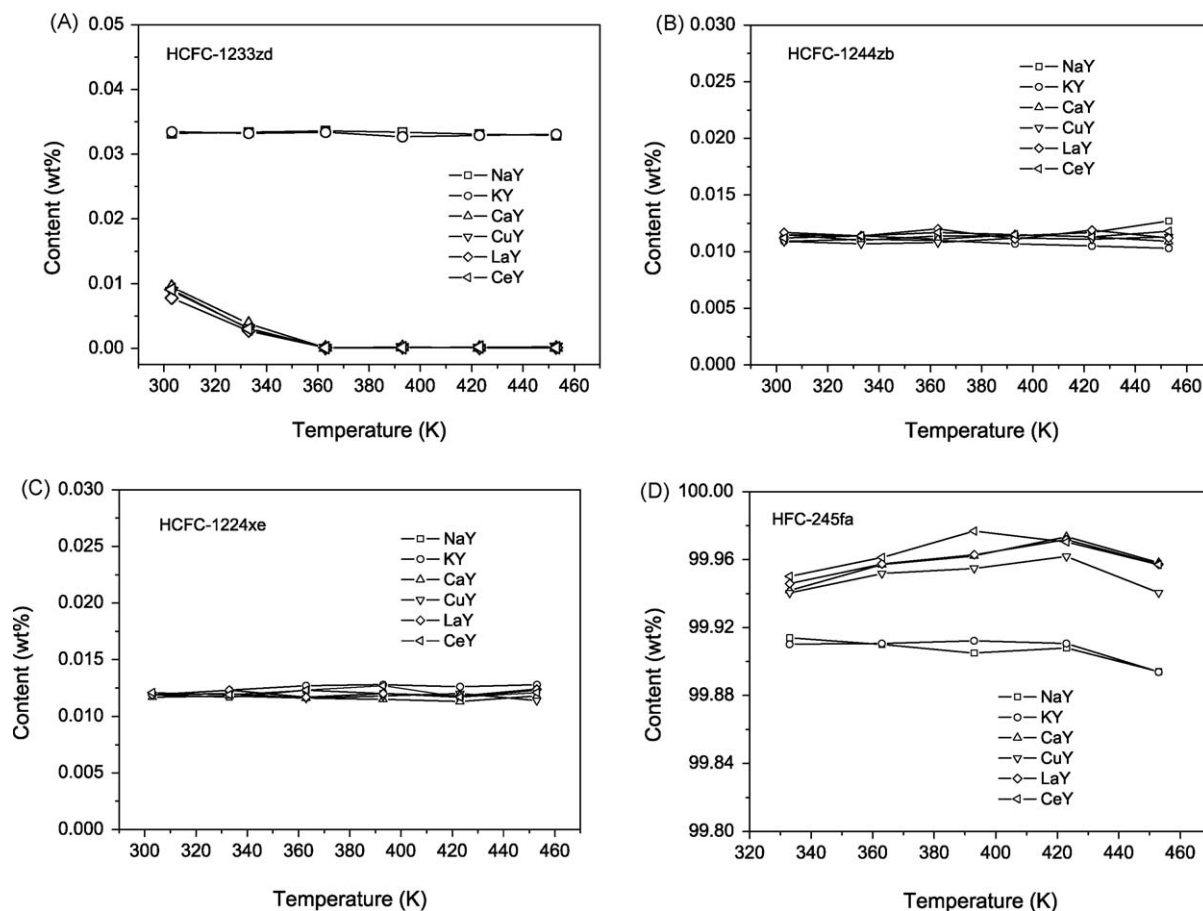 (A)
HCFC-1233zd
0.05
0.04
0.03
0.02
0.01
0.00
Content (wt%)
NaY
KY
CaY
CuY
LaY
CeY
300 320 340 360 380 400 420 440 460
Temperature (K)
(B)
HCFC-1244zb
0.030
0.025
0.020
0.015
0.010
0.005
0.000
Content (wt%)
NaY
KY
CaY
CuY
LaY
CeY
300 320 340 360 380 400 420 440 460
Temperature (K)
(C)
HCFC-1224xe
0.030
0.025
0.020
0.015
0.010
0.005
0.000
Content (wt%)
NaY
KY
CaY
CuY
LaY
CeY
300 320 340 360 380 400 420 440 460
Temperature (K)
(D)
HFC-245fa
100.00
99.96
99.92
99.88
99.84
99.80
Content (wt%)
NaY
KY
CaY
CuY
LaY
CeY
320 340 360 380 400 420 440 460
Temperature (K)